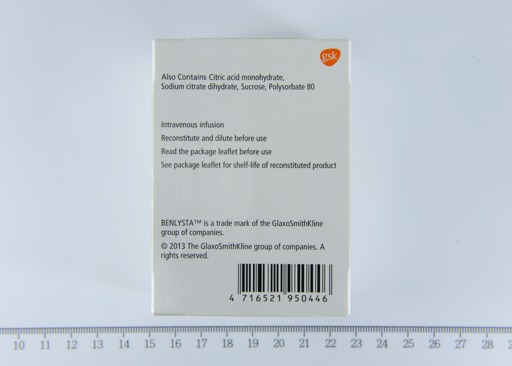 gsk
Also Contains Citric acid monohydrate,
Sodium citrate dihydrate, Sucrose, Polysorbate 80
Intravenous infusion
Reconstitute and dilute before use
Read the package leaflet before use
See package leaflet for shelf-life of reconstituted product
BENLYSTA™ is a trade mark of the GlaxoSmithKline
group of companies.
© 2013 The GlaxoSmithKline group of companies. A
rights reserved.
4 716521 950446
10 11 12 13 14 15 16 17 18 19 20 21 22 23 24 25 26 27 28